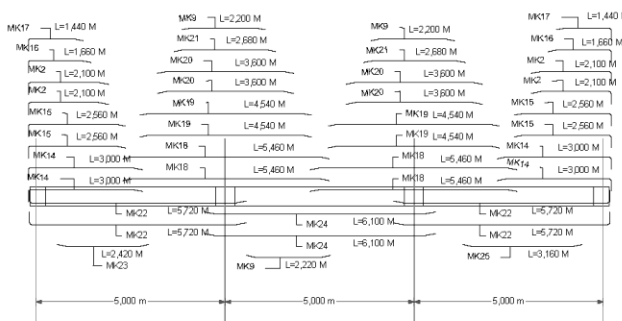 MK17 L=1,440 M MK9 L=2,200 M MK9 L=2,200 M MK17 L=1,440 M
MK16 L=1,660 M MK21 L=2,680 M MK21 L=2,680 M MK16 L=1,660 M
MK2 L=2,100 M MK20 L=3,600 M MK20 L=3,600 M MK2 L=2,100 M
MK2 L=2,100 M MK20 L=3,600 M MK20 L=3,600 M MK2 L=2,100 M
MK15 L=2,560 M MK19 L=4,540 M MK19 L=4,540 M MK15 L=2,560 M
MK15 L=2,560 M MK19 L=4,540 M MK19 L=4,540 M MK15 L=2,560 M
MK14 L=3,000 M MK18 L=5,460 M MK18 L=5,460 M MK14 L=3,000 M
MK14 L=3,000 M MK18 L=5,460 M MK18 L=5,460 M MK14 L=3,000 M
MK22 L=5,720 M MK24 L=6,100 M MK22 L=5,720 M
MK22 L=5,720 M MK24 L=6,100 M MK22 L=5,720 M
L=2,420 M MK23 MK9 L=2,220 M MK25 L=3,160 M
5,000 m 5,000 m 5,000 m